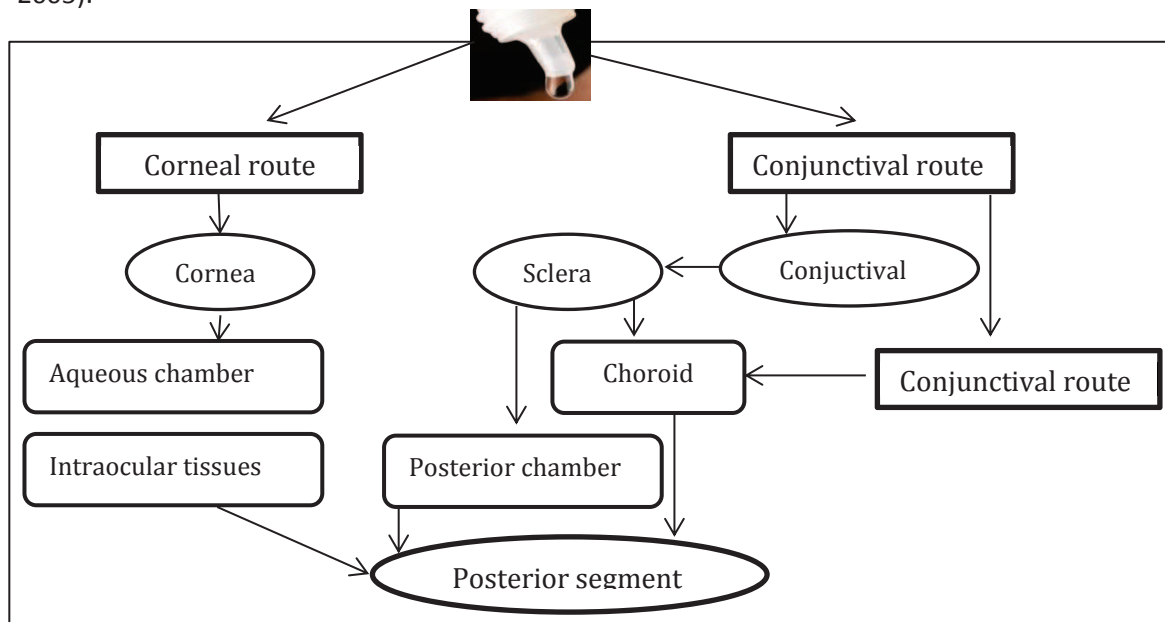 2005).
Corneal route
Conjunctival route
Cornea
Sclera
Conjuctival
Aqueous chamber
Choroid
Conjunctival route
Intraocular tissues
Posterior chamber
Posterior segment